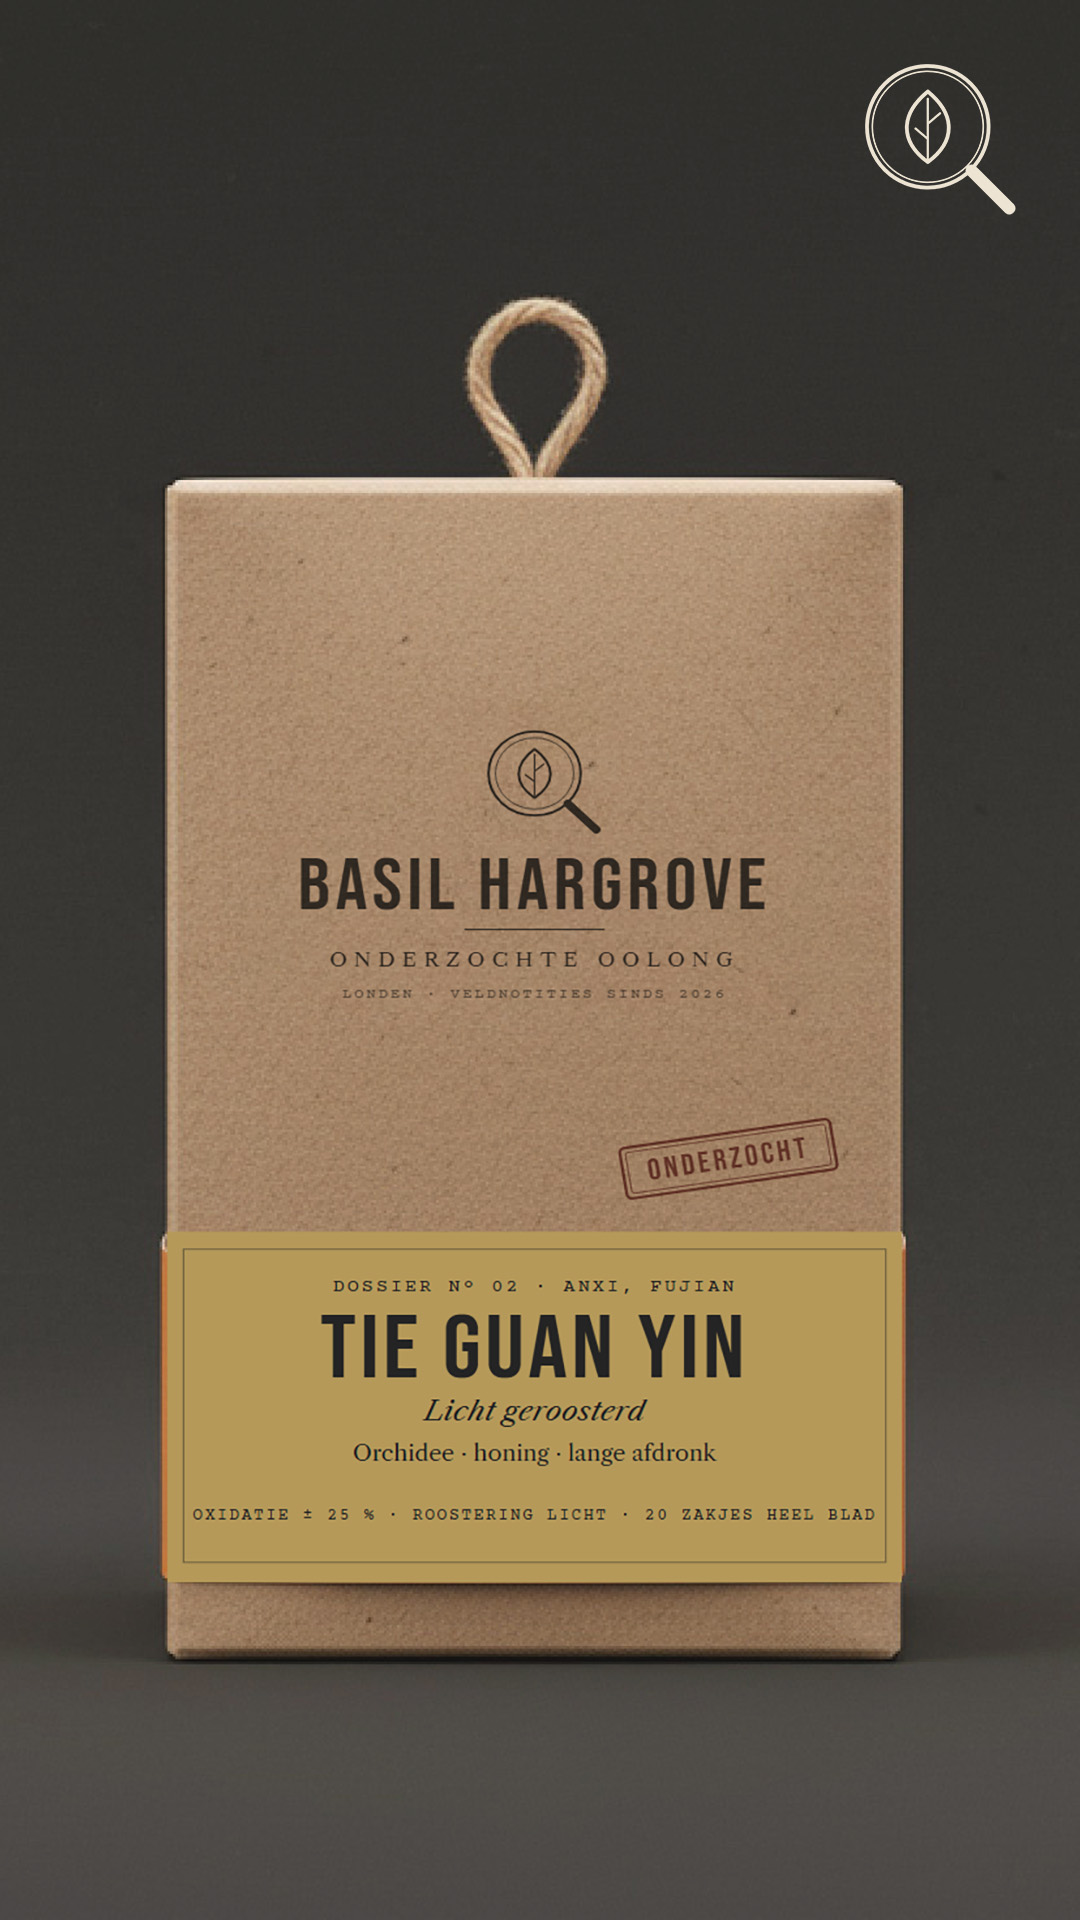 BASIL HARGROVE
ONDERZOCHTE OOLONG
LONDEN · VELDNOTITIES SINDS 2026
ONDERZOCHT
DOSSIER Nº 02 · ANXI, FUJIAN
TIE GUAN YIN
Licht geroosterd
Orchidee · honing · lange afdronk
OXIDATIE ± 25 % · ROOSTERING LICHT · 20 ZAKJES HEEL BLAD